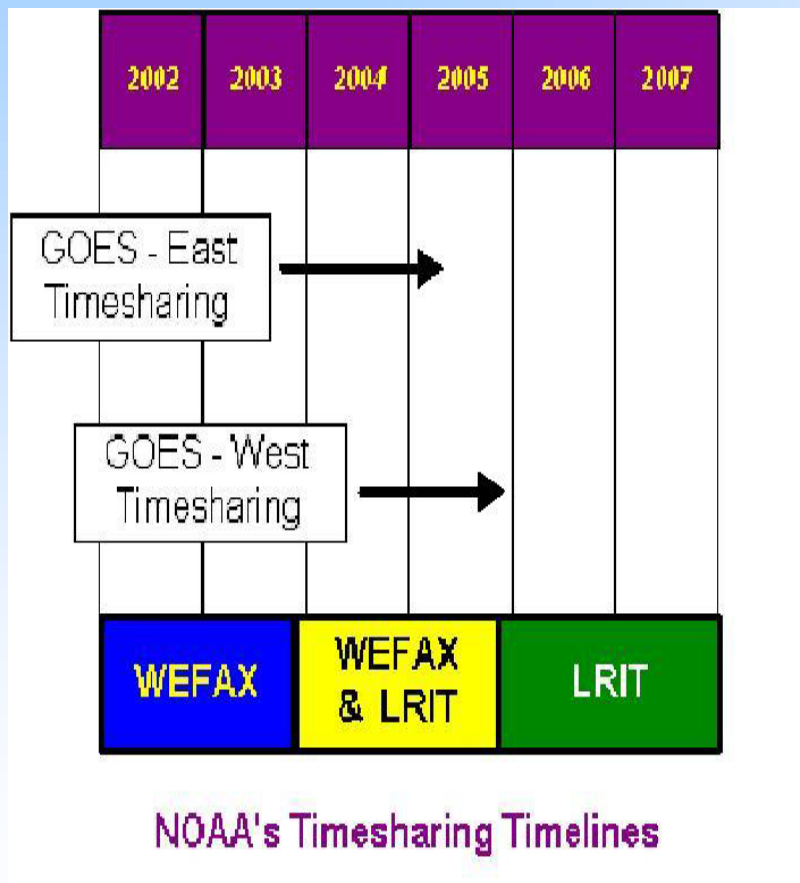 2002 2003 2004 2005 2006 2007
GOES - East
Timesharing
GOES - West
Timesharing
WEFAX
WEFAX
& LRIT
LRIT
NOAA's Timesharing Timelines